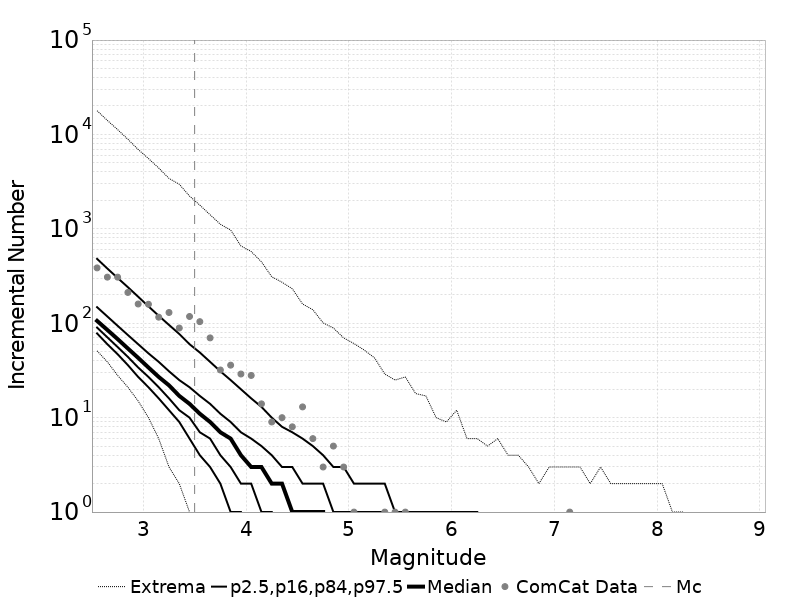 10^5
10^4
10^3
10^2
10^1
10^0
Incremental Number
3 4 5 6 7 8 9
Magnitude
Extrema p2.5,p16,p84,p97.5 Median ComCat Data Mc